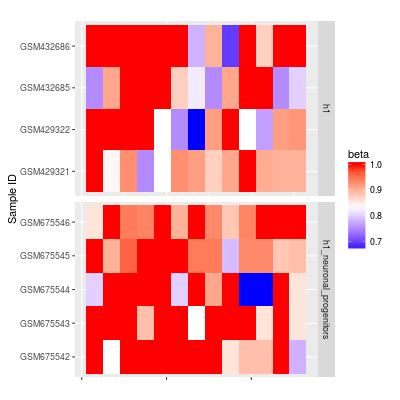 GSM432686
GSM432685
GSM429322
GSM429321
h1
GSM675546
GSM675545
GSM675544
GSM675543
GSM675542
h1_neuronal_progenitors
Sample ID
beta
1.0
0.9
0.8
0.7